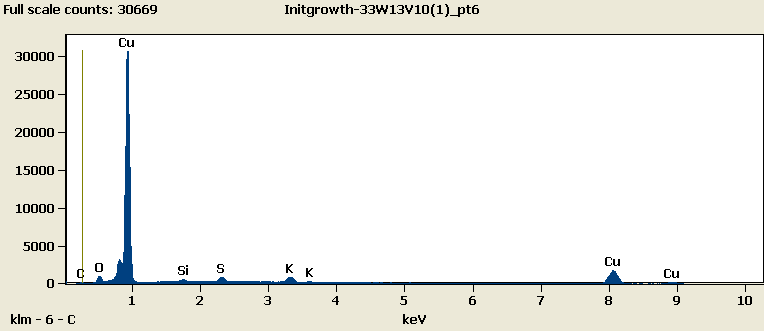 Full scale counts: 30669
Initgrowth-33W13V10(1)_pt6
Cu
30000
25000
20000
15000
10000
5000
0
C O Si S K K Cu Cu
1 2 3 4 5 6 7 8 9 10
klm - 6 - C
keV